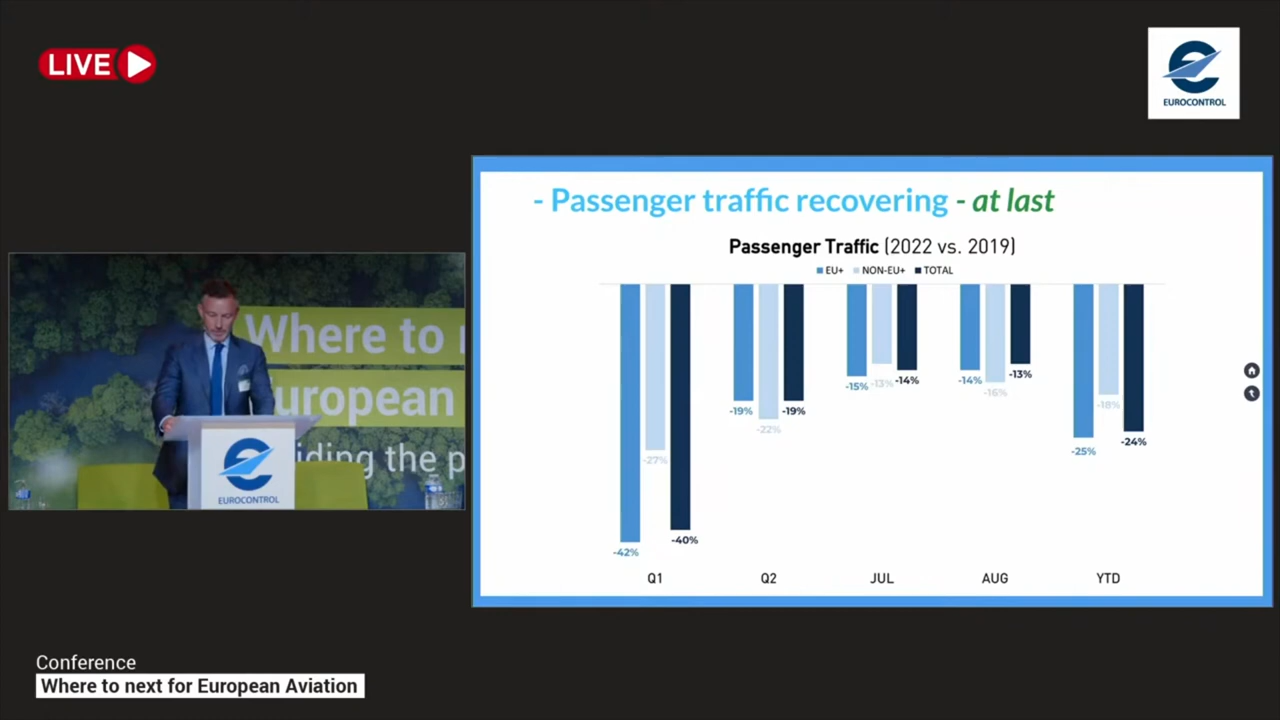 LIVE
EUROCONTROL
- Passenger traffic recovering - at last
Passenger Traffic (2022 vs. 2019)
EU+ NON-EU+ TOTAL
-42% -27% -40%
-19% -22% -19%
-15% -13% -14%
-14% -16% -13%
-25% -18% -24%
Q1 Q2 JUL AUG YTD
Where to
European
iding the p
EUROCONTROL
Conference
Where to next for European Aviation